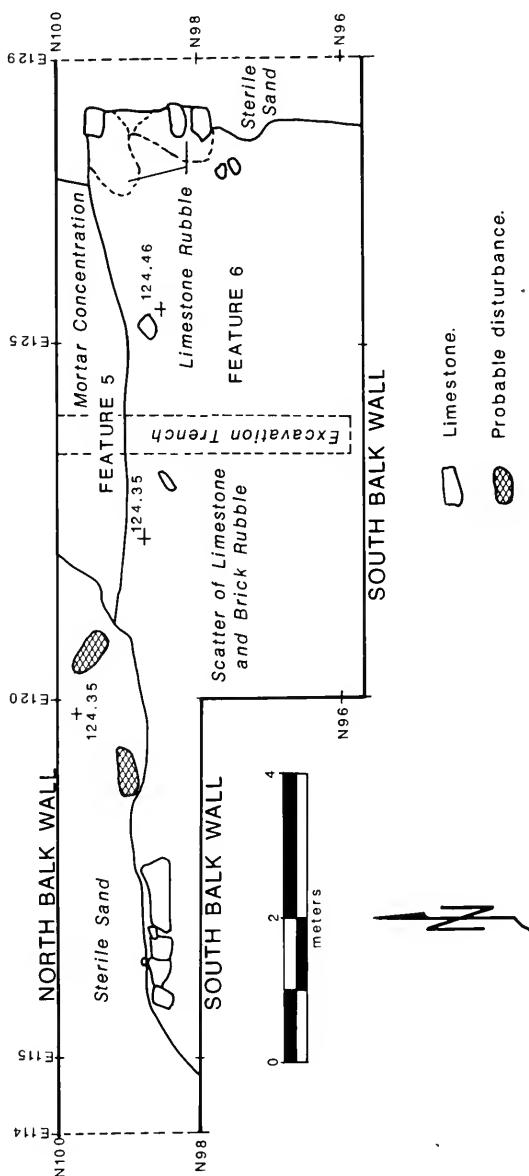 E114
E115
E120
E125
E129
N100
NORTH BALK WALL
N100
Mortar Concentration
FEATURE 5
+
124.35
Sterile Sand
+
124.35
+
124.46
Limestone Rubble
N98
SOUTH BALK WALL
N98
Scatter of Limestone
and Brick Rubble
Excavation Trench
FEATURE 6
Sterile
Sand
E120
N96
N96
SOUTH BALK WALL
0
2
4
meters
N
Limestone.
Probable disturbance.